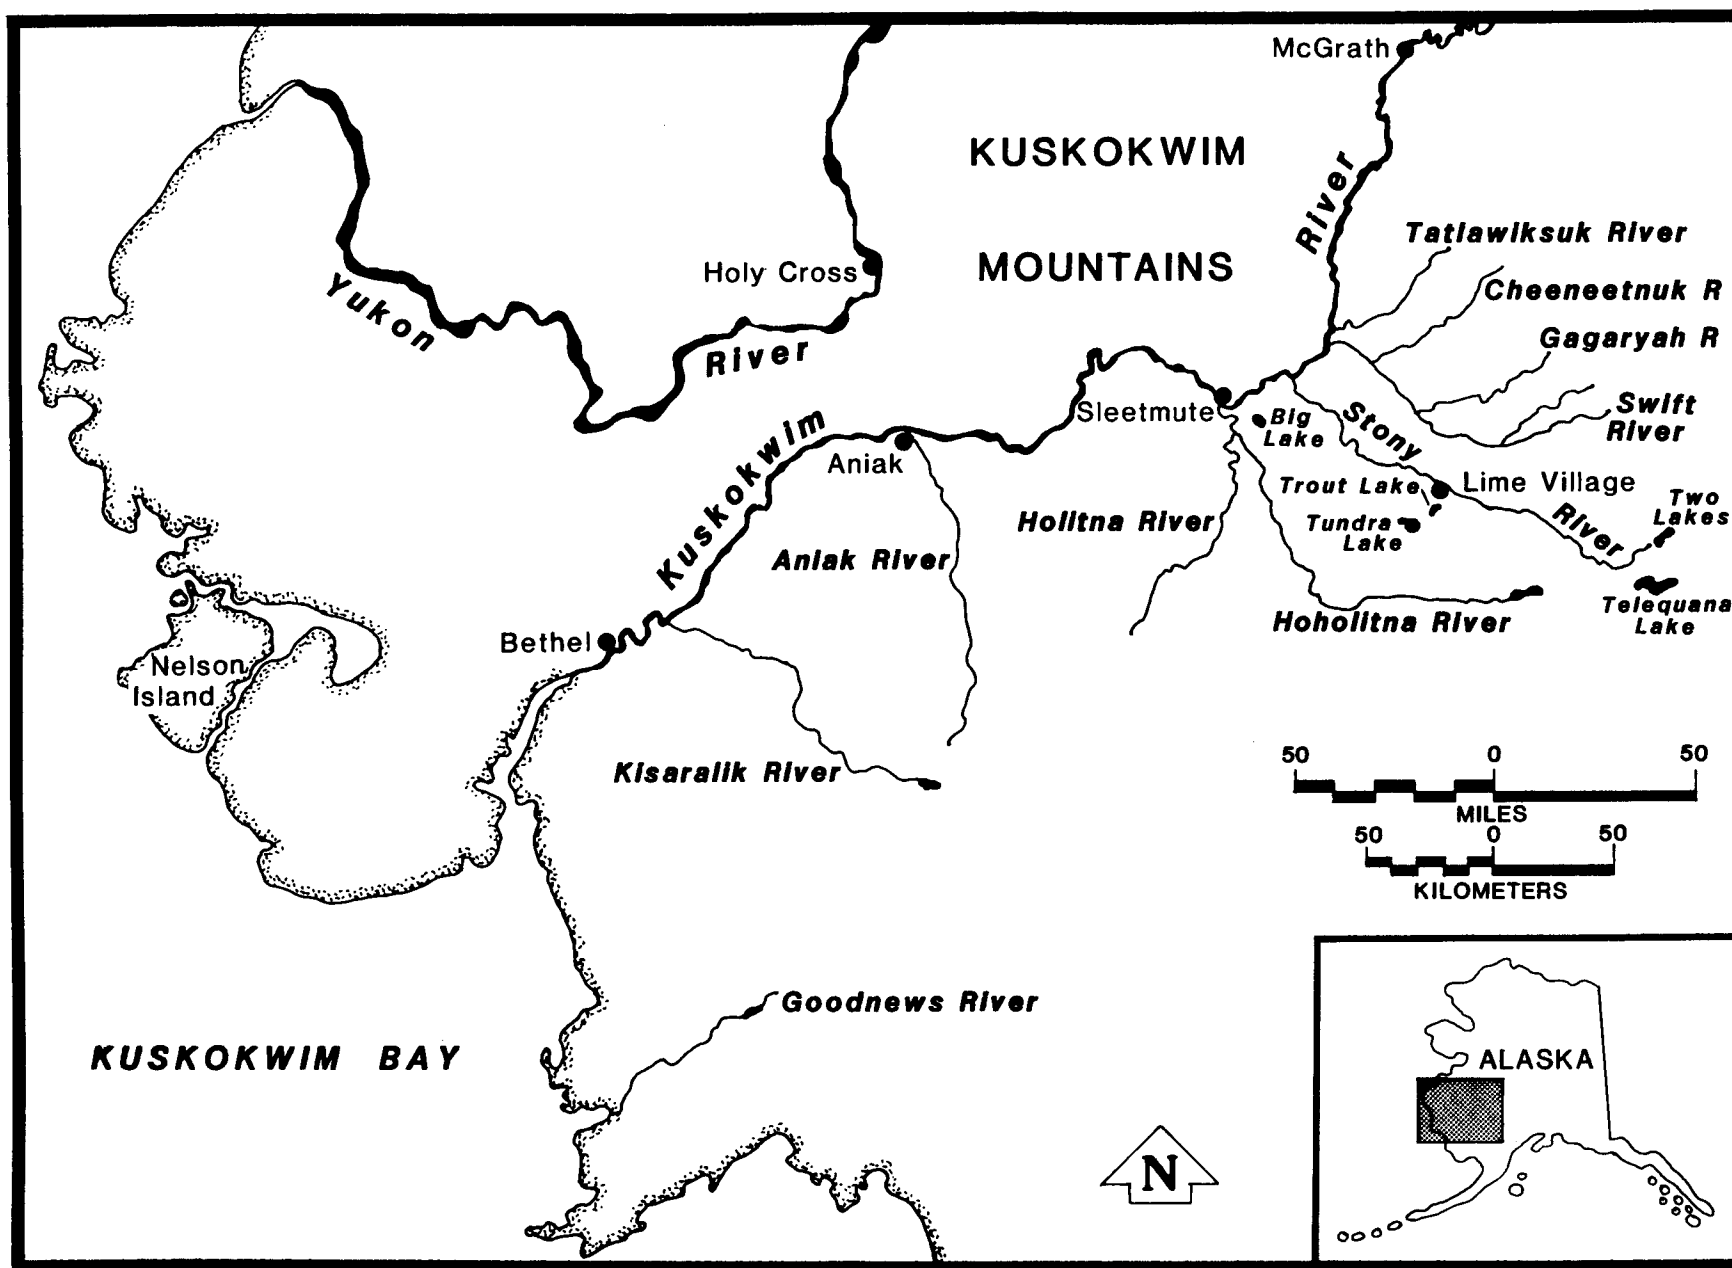 McGrath
KUSKOKWIM
MOUNTAINS
River
Tatlawiksuk River
Cheeneetnuk R
Gagaryah R
Swift
River
Holy Cross
Yukon
River
Sleetmute
Big
Lake
Stony
River
Lime Village
Trout Lake
Tundra
Lake
Two
Lakes
Telequana
Lake
Kuskokwim
Aniak
Aniak River
Holitna River
Hoholitna River
Bethel
Nelson
Island
Kisaralik River
50 0 50
MILES
50 0 50
KILOMETERS
Goodnews River
KUSKOKWIM BAY
N
ALASKA